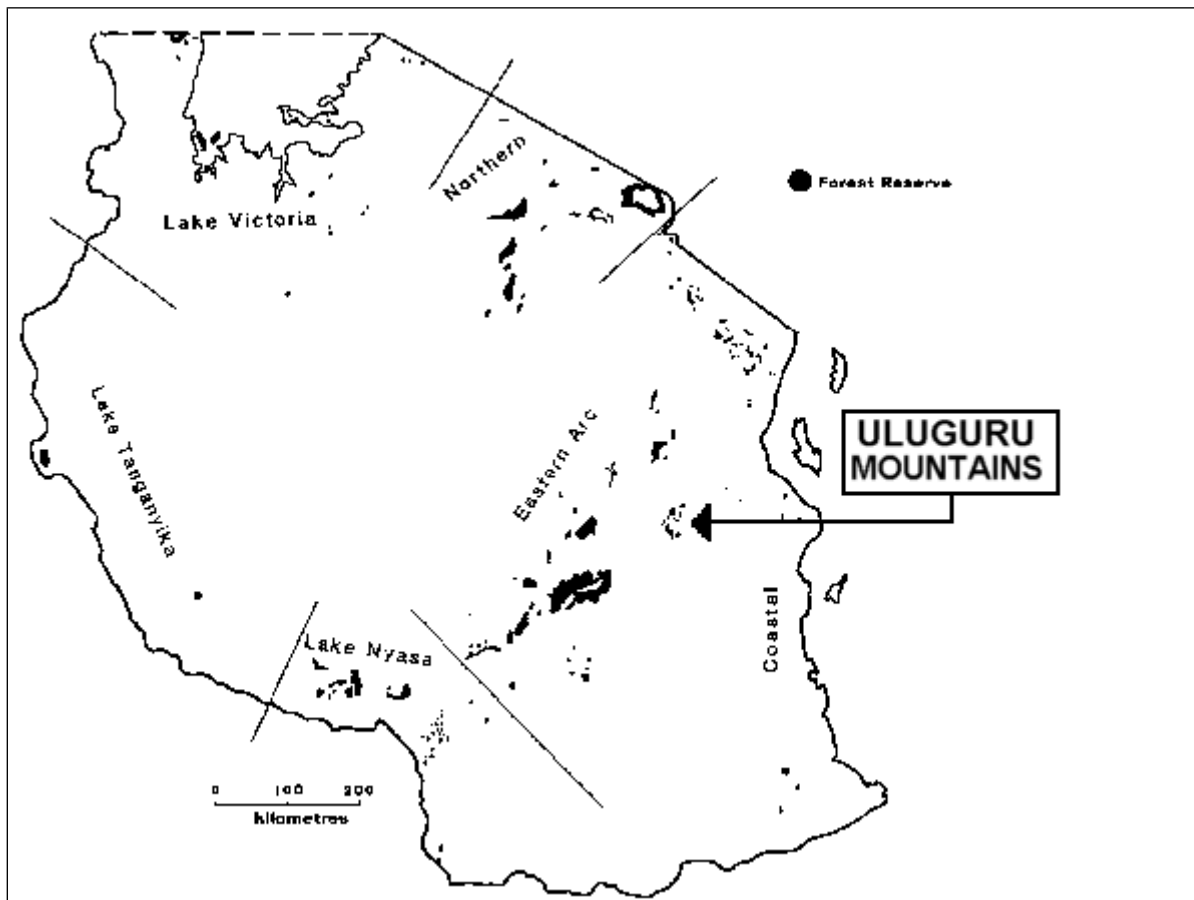 Northern
Forest Reserve
Lake Victoria
Lake Tanganyika
Eastern Arc
ULUGURU
MOUNTAINS
Coastal
Lake Nyasa
0 100 200
kilometres